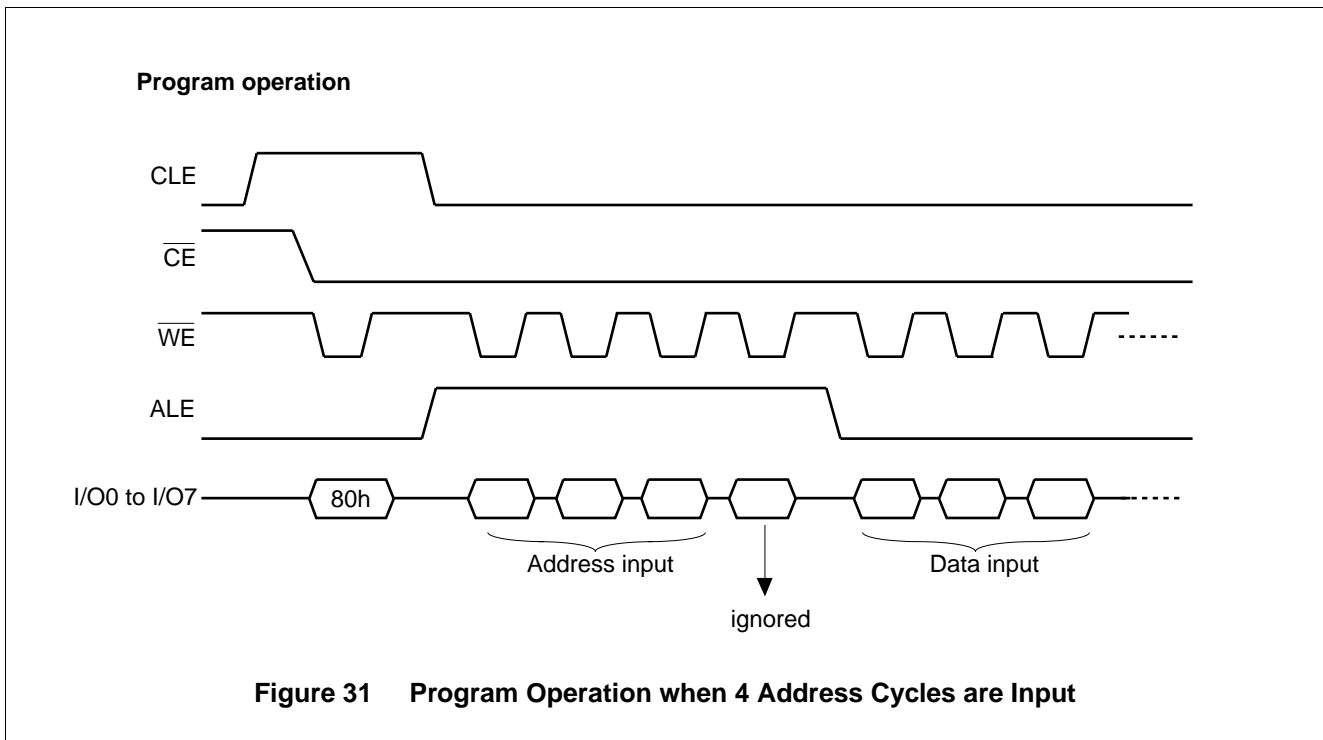 Program operation
CLE
CE
WE
ALE
I/O0 to I/O7
80h
Address input
Data input
ignored
Figure 31 Program Operation when 4 Address Cycles are Input